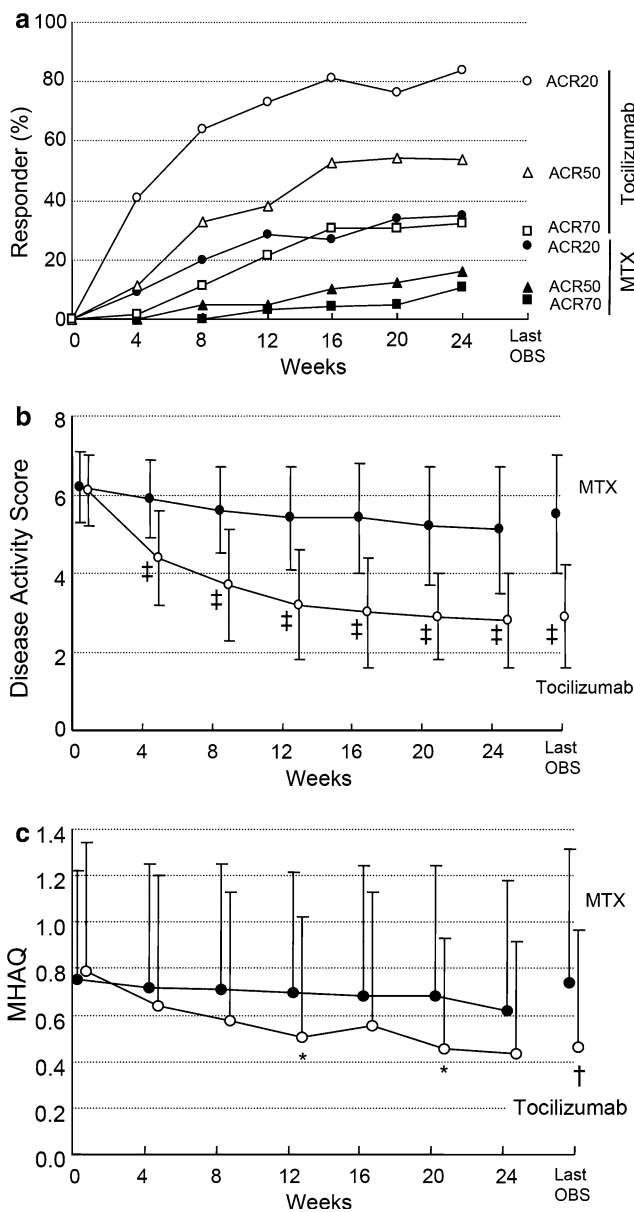 a
100
80
60
40
20
0
Responder (%)
0 4 8 12 16 20 24 Last OBS
Weeks
ACR20
ACR50
ACR70
Tocilizumab
ACR20
ACR50
ACR70
MTX
b
8
6
4
2
0
Disease Activity Score
‡ ‡ ‡ ‡ ‡ ‡ ‡
MTX
Tocilizumab
0 4 8 12 16 20 24 Last OBS
Weeks
c
1.4
1.2
1.0
0.8
0.6
0.4
0.2
0.0
MHAQ
MTX
* * †
Tocilizumab
0 4 8 12 16 20 24 Last OBS
Weeks